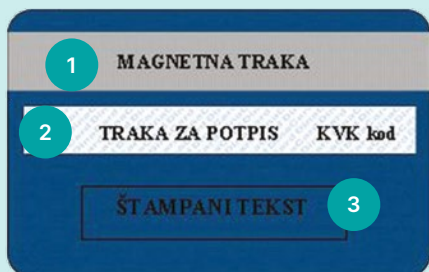 1 MAGNETNA TRAKA
2 TRAKA ZA POTPIS KVK kod
ŠTAMPANI TEKST 3